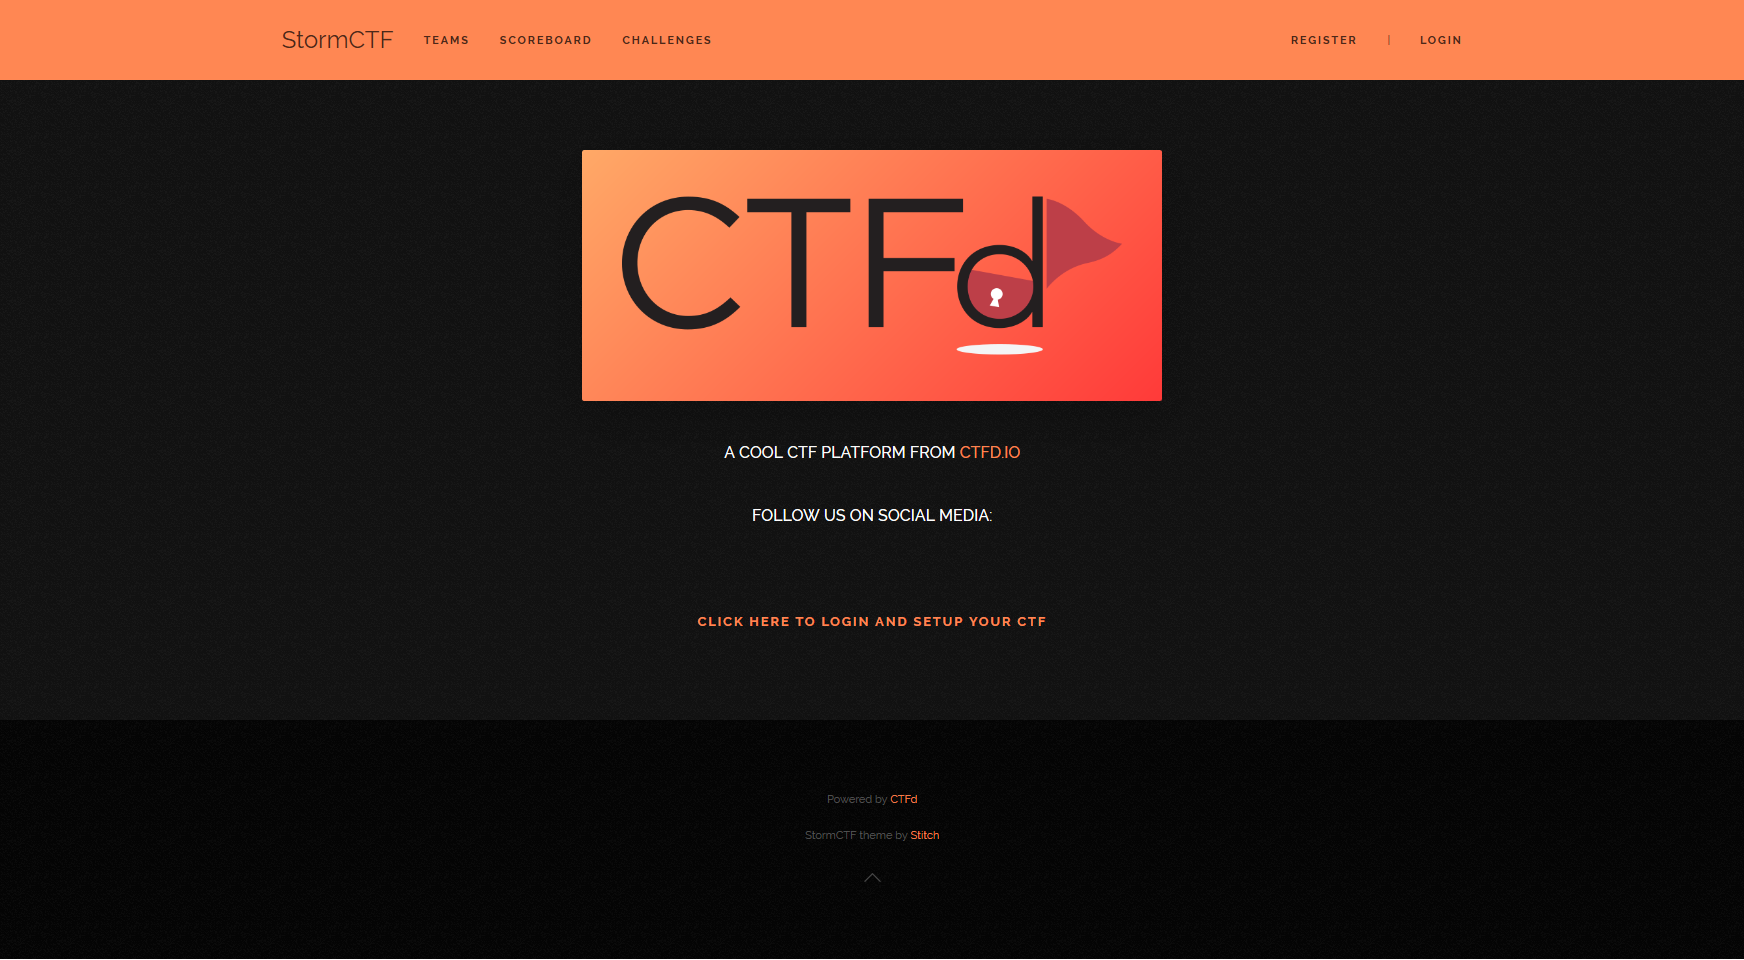 StormCTF TEAMS SCOREBOARD CHALLENGES REGISTER | LOGIN
CTFd
A COOL CTF PLATFORM FROM CTFD.IO
FOLLOW US ON SOCIAL MEDIA:
CLICK HERE TO LOGIN AND SETUP YOUR CTF
Powered by CTFd
StormCTF theme by Stitch